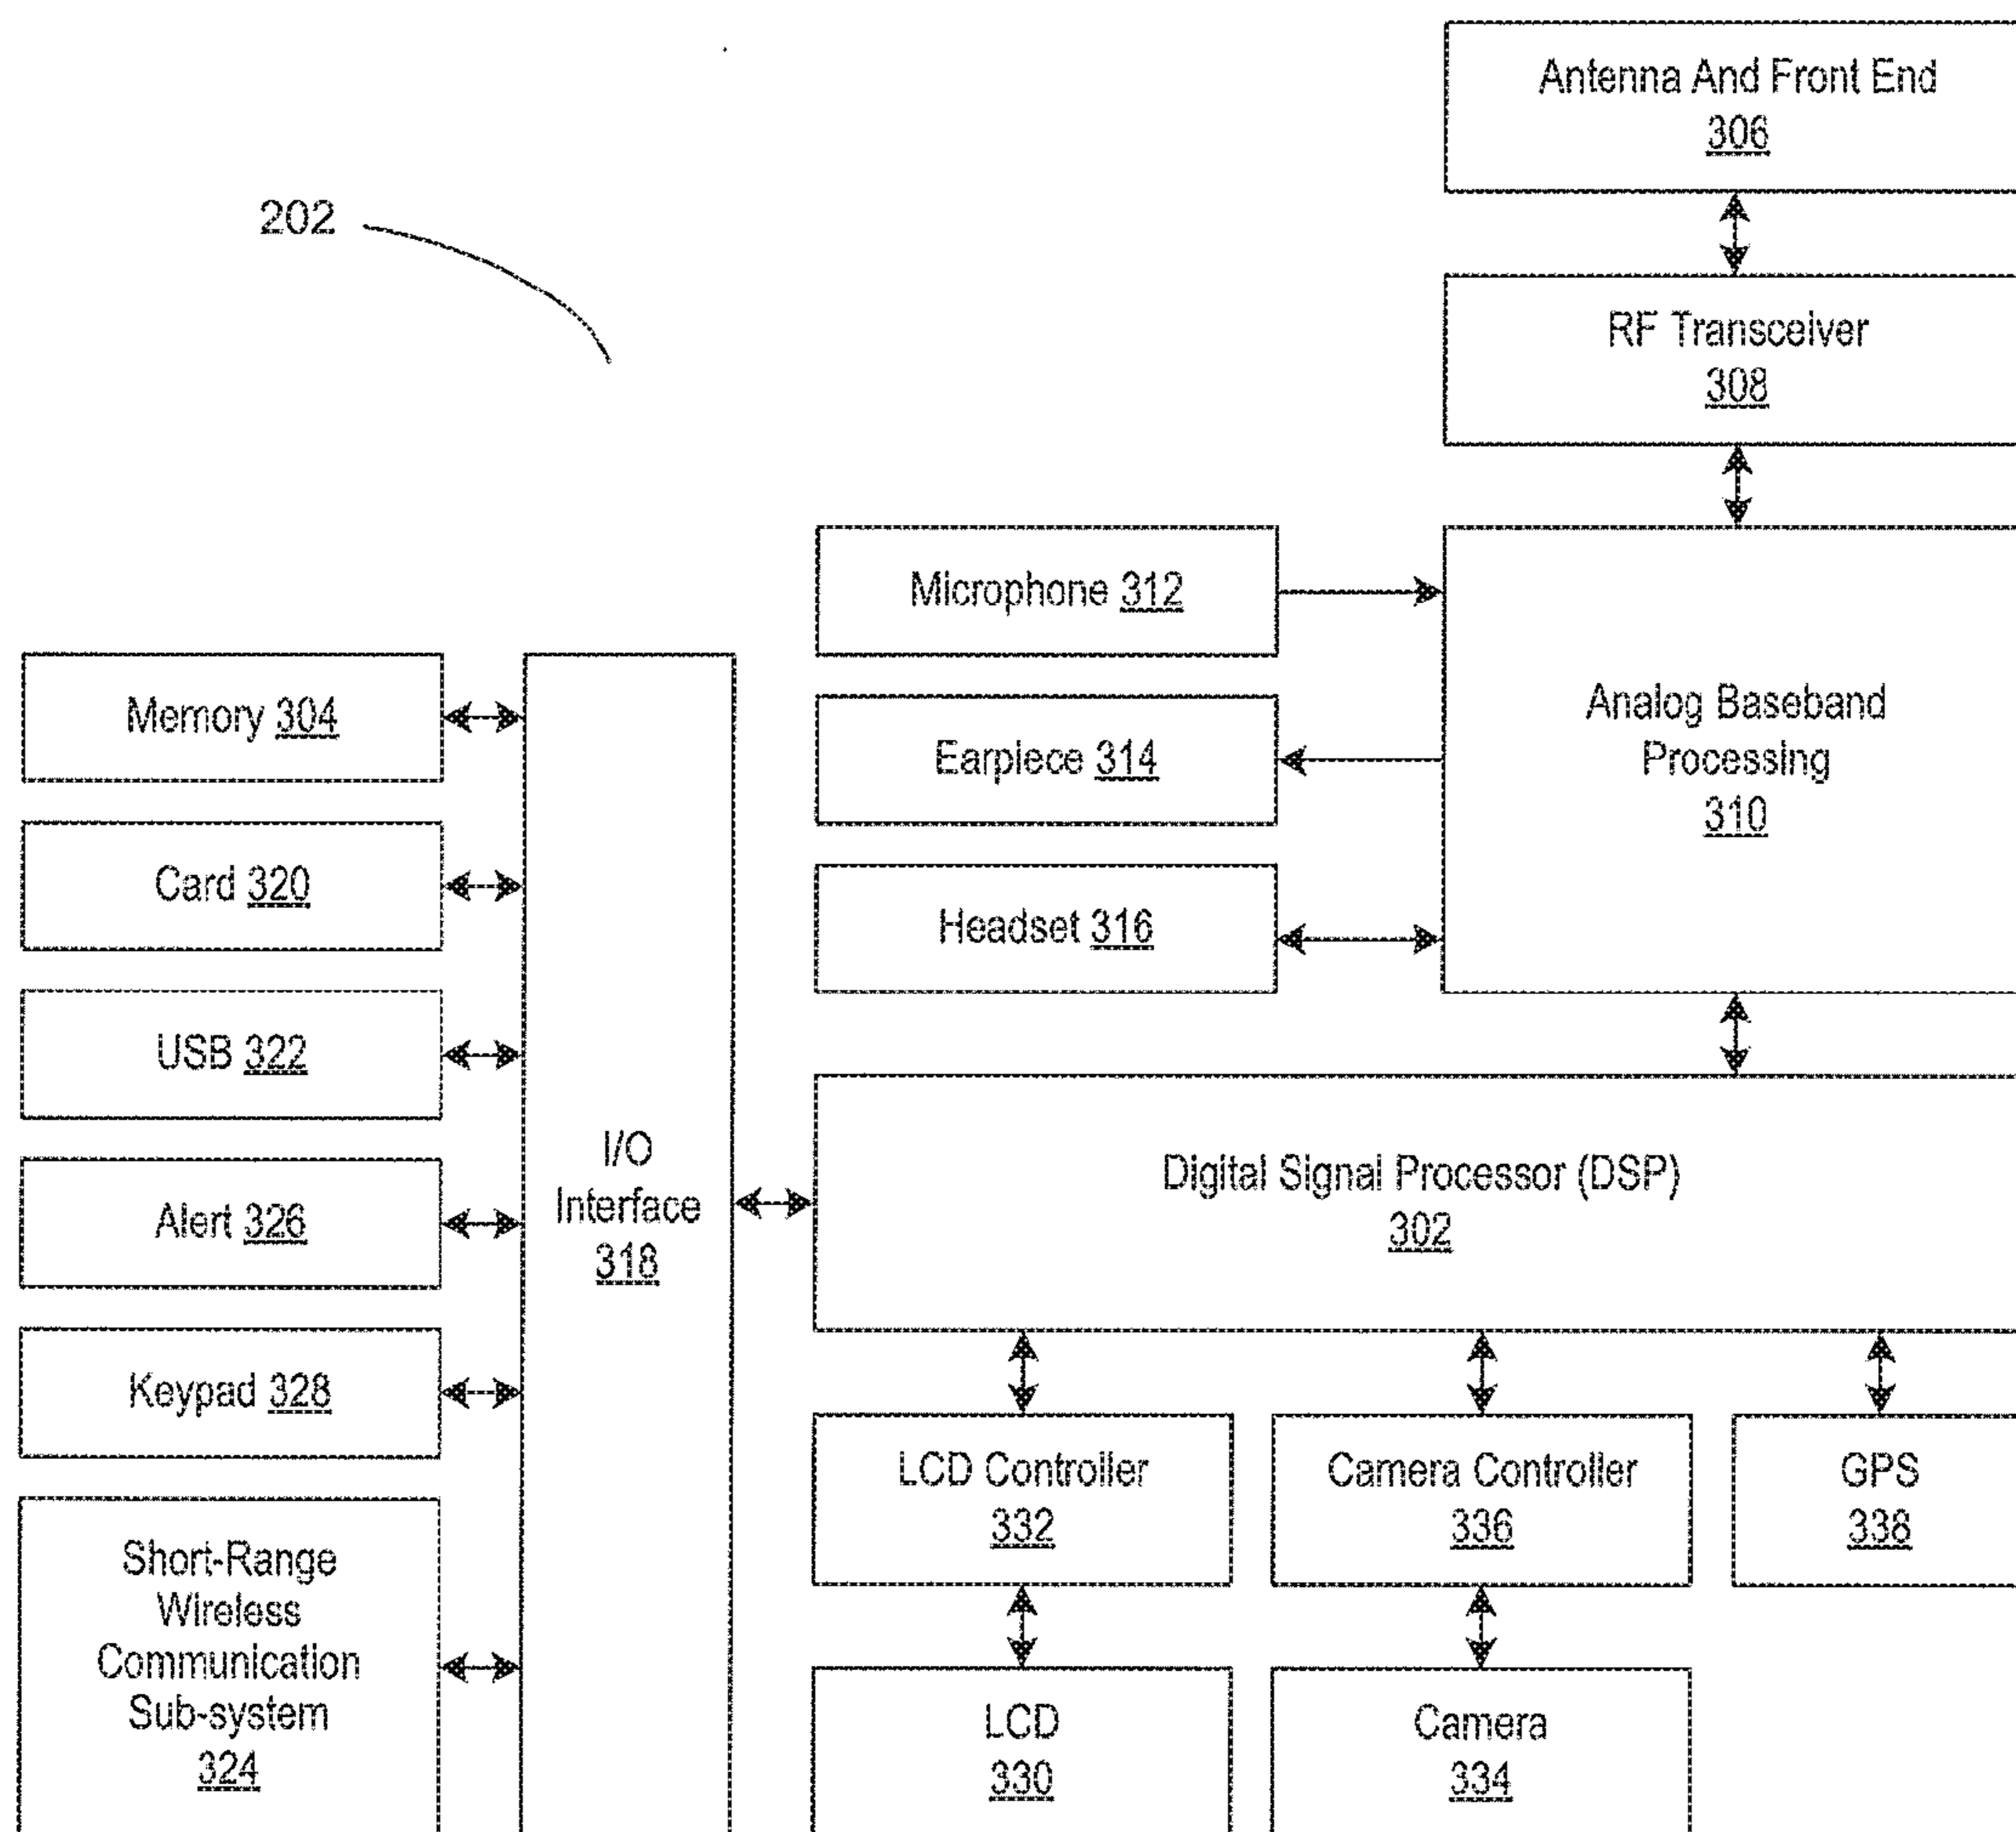 Antenna And Front End
306
202
RF Transceiver
308
Microphone 312
Analog Baseband
Processing
310
Earpiece 314
Headset 316
Memory 304
Card 320
USB 322
Alert 326
Keypad 328
Short-Range
Wireless
Communication
Sub-system
324
I/O
Interface
318
Digital Signal Processor (DSP)
302
LCD Controller
332
Camera Controller
336
GPS
338
LCD
330
Camera
334